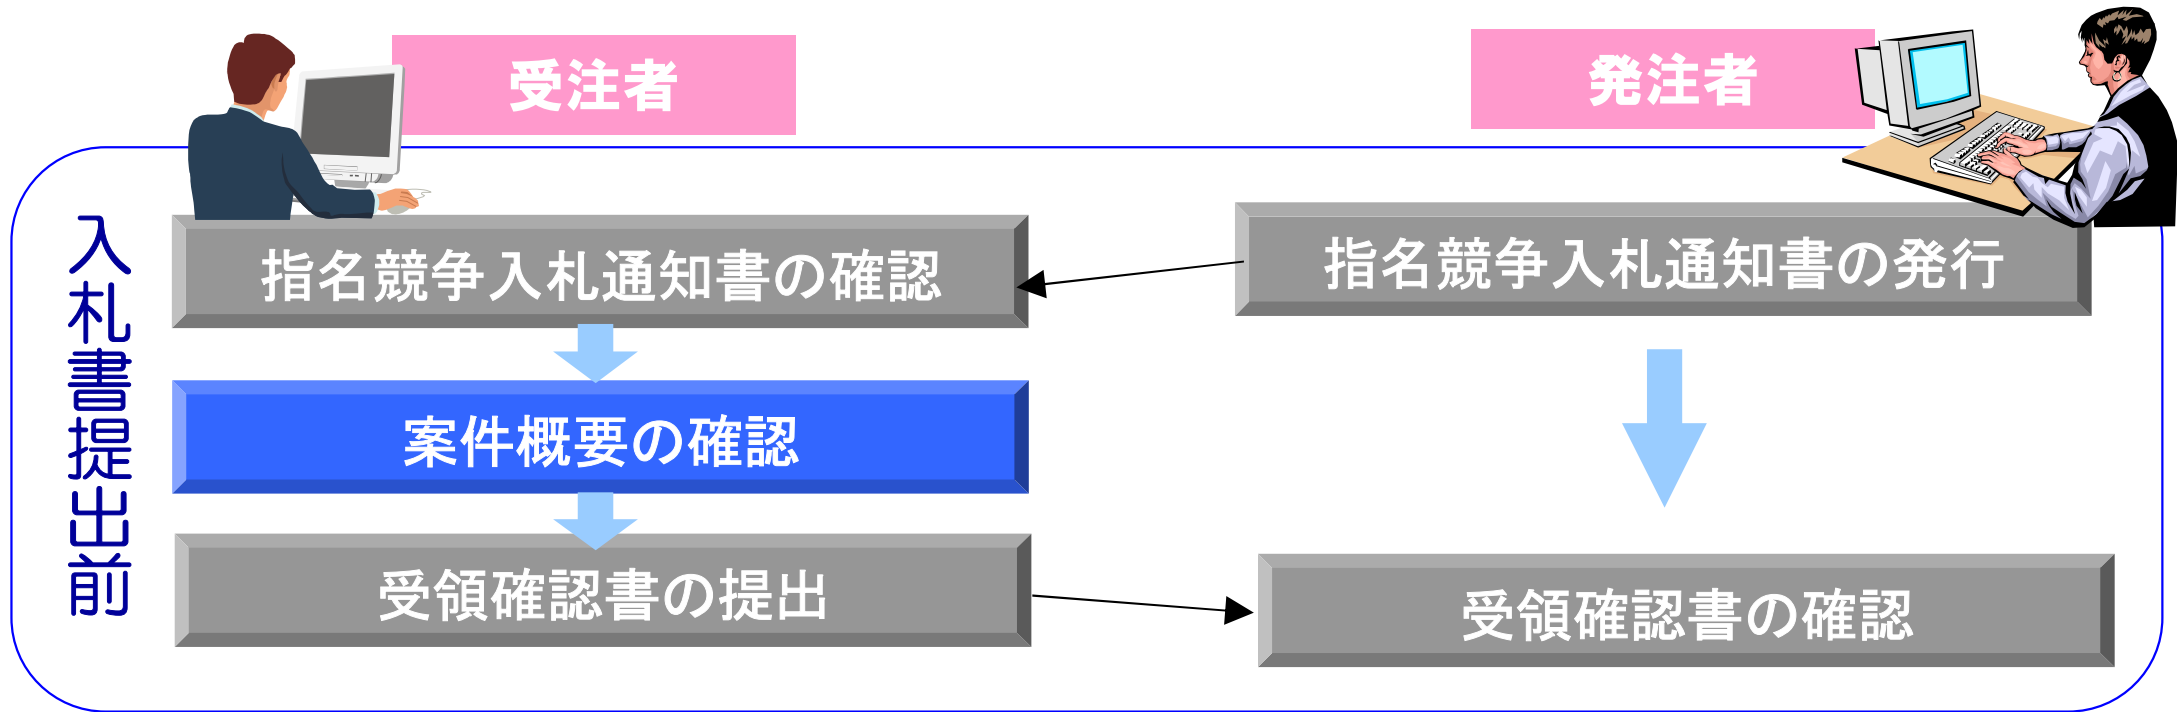 受注者
発注者
入札書提出前
指名競争入札通知書の確認
指名競争入札通知書の発行
案件概要の確認
受領確認書の提出
受領確認書の確認